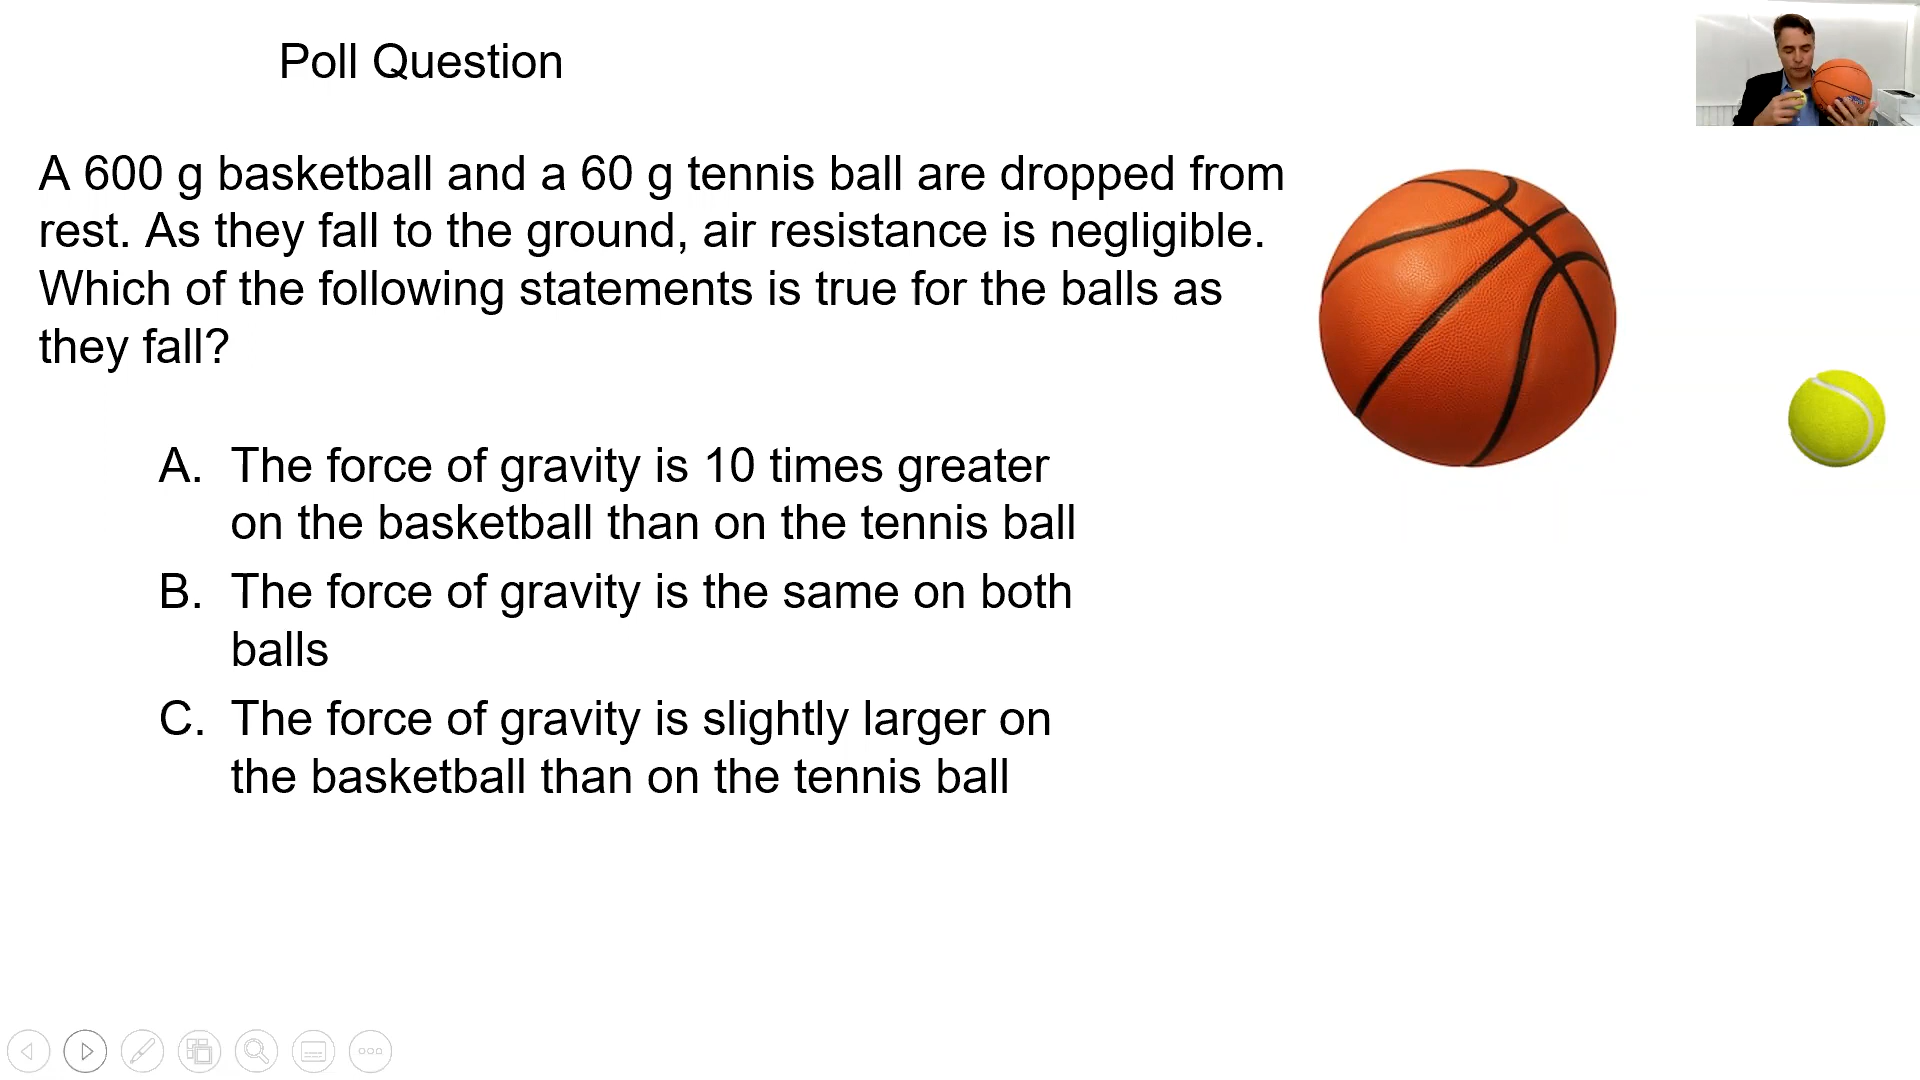 Poll Question
A 600 g basketball and a 60 g tennis ball are dropped from
rest. As they fall to the ground, air resistance is negligible.
Which of the following statements is true for the balls as
they fall?
A. The force of gravity is 10 times greater
on the basketball than on the tennis ball
B. The force of gravity is the same on both
balls
C. The force of gravity is slightly larger on
the basketball than on the tennis ball